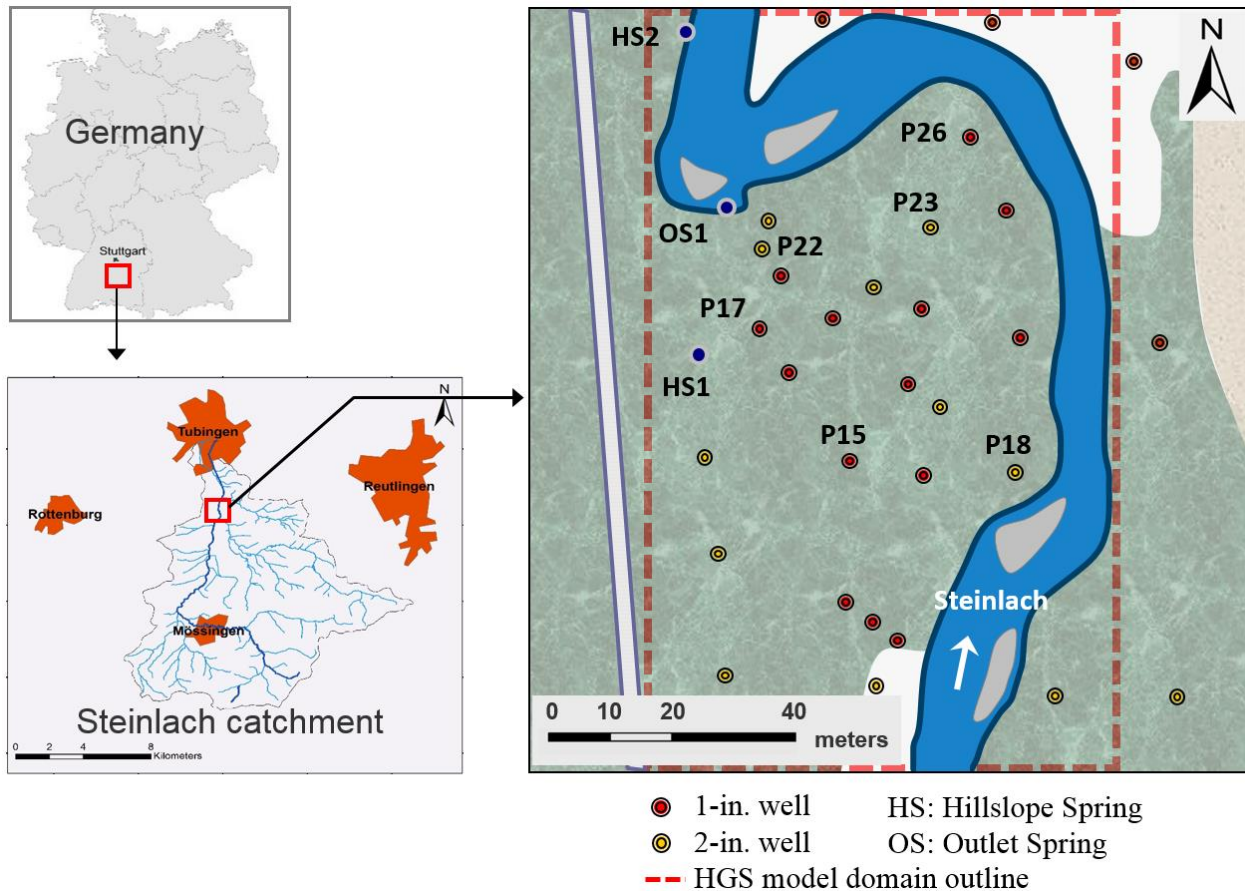 Germany
Stuttgart
N
Tubingen
Reutlingen
Rottenburg
Mössingen
Steinlach catchment
0 2 4 8
Kilometers
HS2
N
P26
P23
OS1
P22
P17
HS1
P15
P18
Steinlach
0 10 20 40
meters
1-in. well HS: Hillslope Spring
2-in. well OS: Outlet Spring
HGS model domain outline